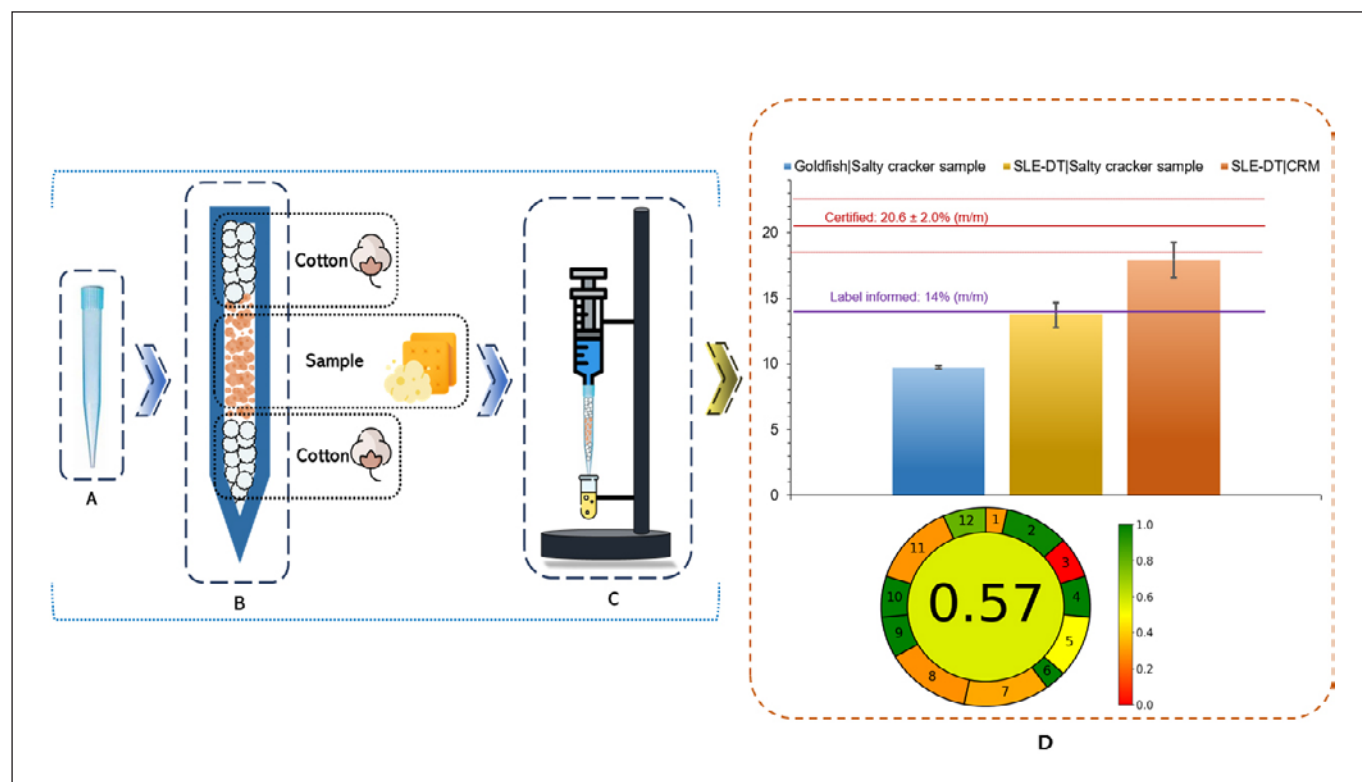 Goldfish|Salty cracker sample SLE-DT|Salty cracker sample SLE-DT|CRM
Certified: 20.6 ± 2.0% (m/m)
20
Label informed: 14% (m/m)
15
10
5
0
Cotton
Sample
Cotton
A
B
C
12 1 2
11 3
10 4
9 5
8 7 6
0.57
1.0
0.8
0.6
0.4
0.2
0.0
D